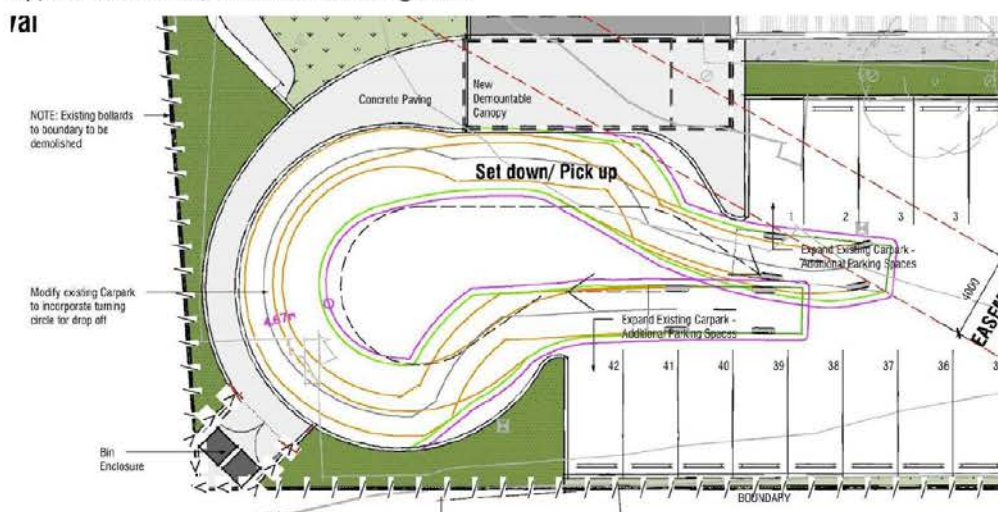 NOTE: Existing bollards
to boundary to be
demolished
Concrete Paving
New
Demountable
Canopy
Set down/ Pick up
1
2
3
3
Expand Existing Carpark -
Additional Parking Spaces
4000
Modify existing Carpark
to incorporate turning
circle for drop off
Expand Existing Carpark -
Additional Parking Spaces
42
41
40
39
38
37
36
Bin
Enclosure
BOUNDARY